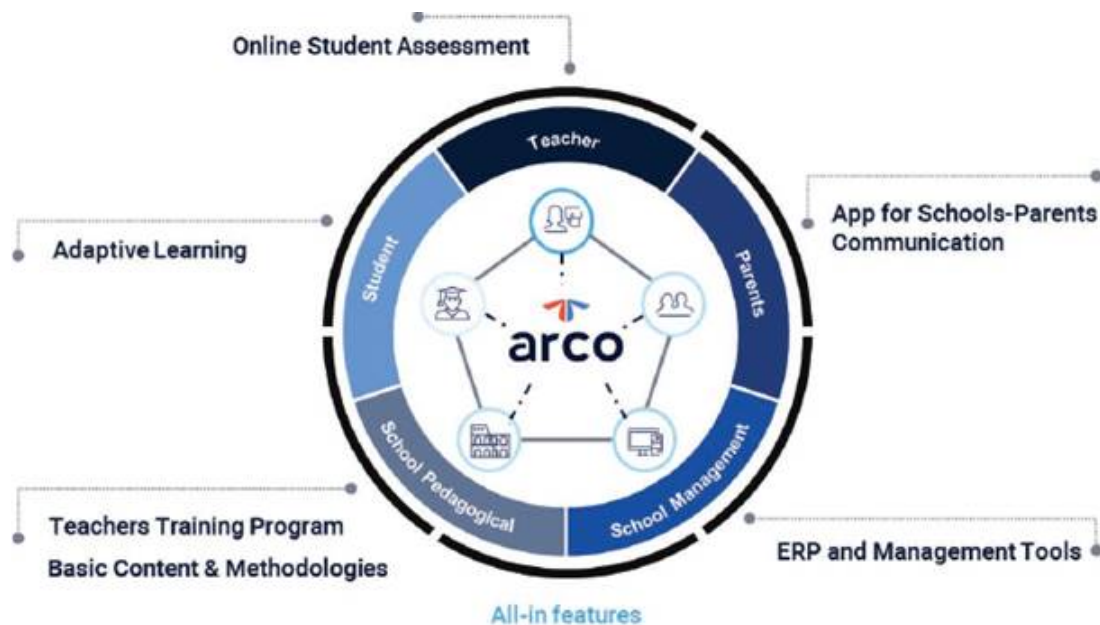 Online Student Assessment
Teacher
Adaptive Learning
Student
Parents
App for Schools-Parents
Communication
arco
School Pedagogical
School Management
Teachers Training Program
Basic Content & Methodologies
ERP and Management Tools
All-in features